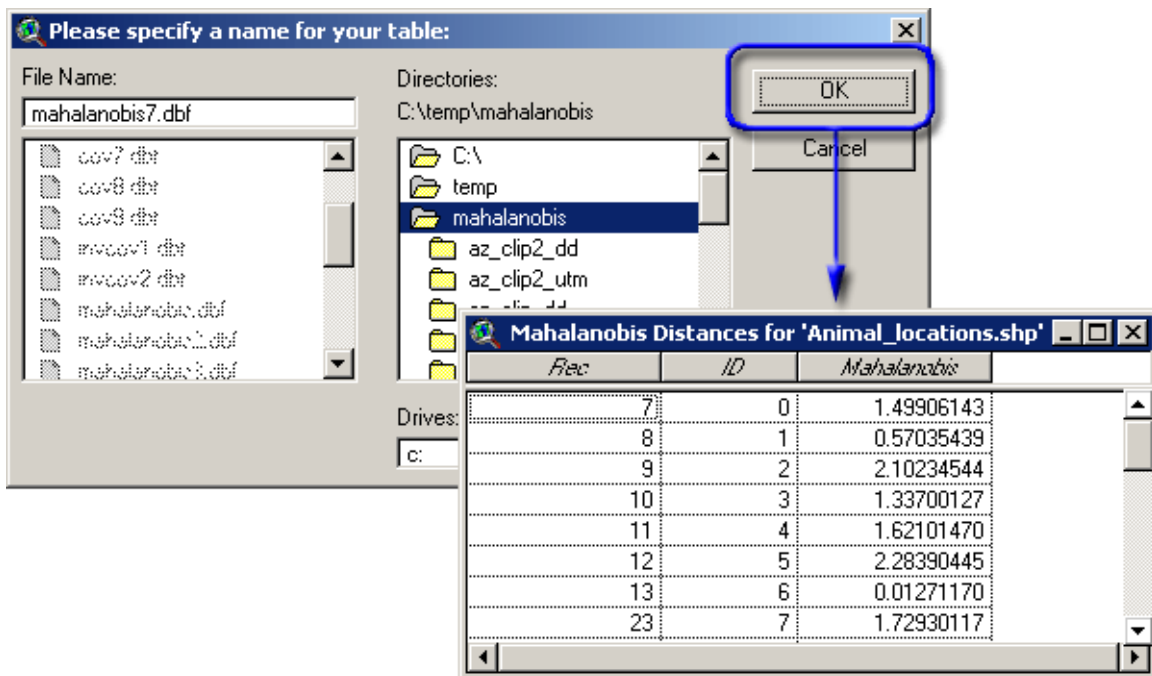 Please specify a name for your table:
File Name:
mahalanobis7.dbf
cov7.dbf
cov8.dbf
cov9.dbf
invcov1.dbf
invcov2.dbf
mahalanobis.dbf
Directories:
C:\temp\mahalanobis
C:\
temp
mahalanobis
az_clip2_dd
az_clip2_utm
Drives:
c:
OK
Cancel
Mahalanobis Distances for 'Animal_locations.shp'
Rec ID Mahalanobis
7 0 1.49906143
8 1 0.57035439
9 2 2.10234544
10 3 1.33700127
11 4 1.62101470
12 5 2.28390445
13 6 0.01271170
23 7 1.72930117